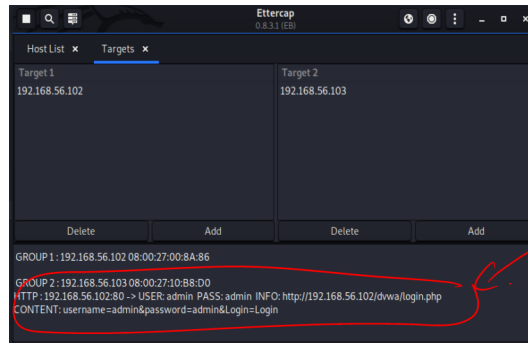 Ettercap
0.8.3.1 (EB)
Host List ×
Targets ×
Target 1
Target 2
192.168.56.102
192.168.56.103
Delete
Add
Delete
Add
GROUP 1 : 192.168.56.102 08:00:27:00:8A:86
GROUP 2 : 192.168.56.103 08:00:27:10:B8:D0
HTTP : 192.168.56.102:80 -> USER: admin PASS: admin INFO: http://192.168.56.102/dvwa/login.php
CONTENT: username=admin&password=admin&Login=Login